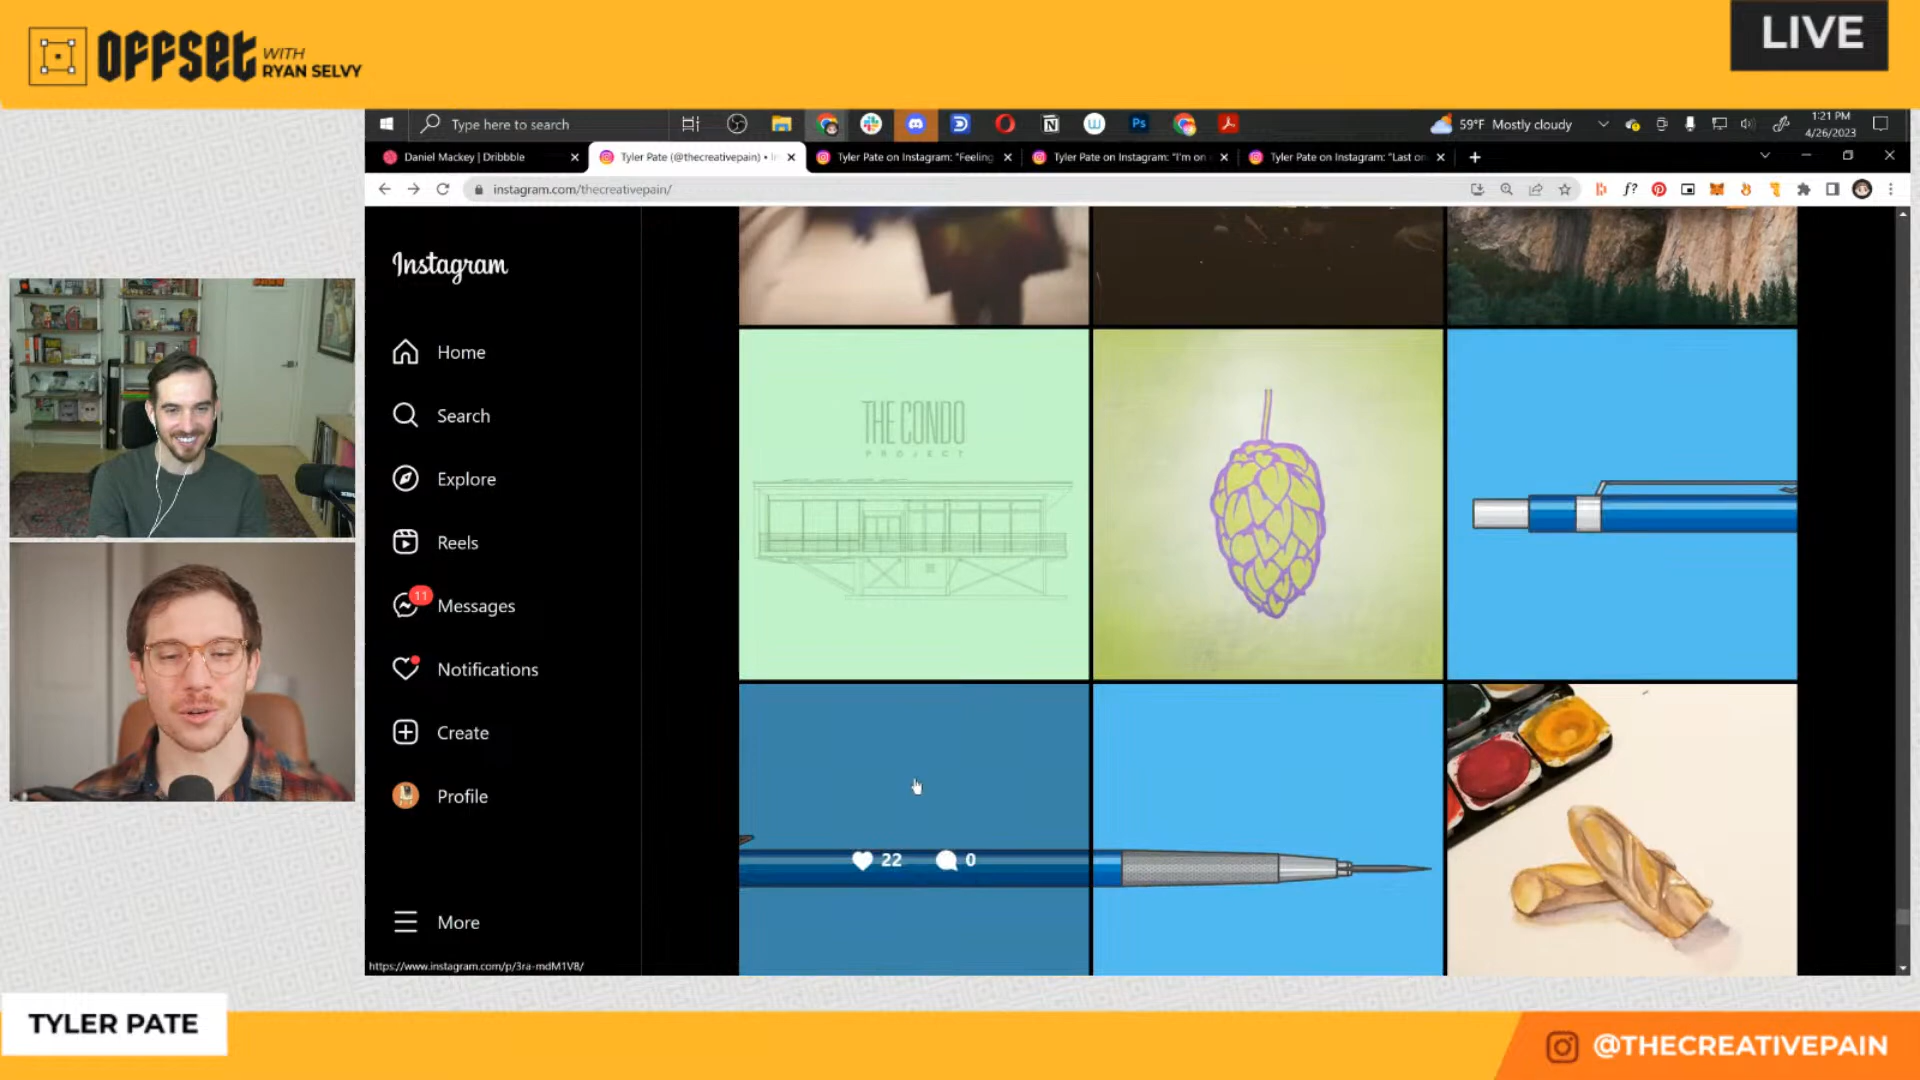 OFFSET WITH
RYAN SELVY
LIVE
Type here to search
59°F Mostly cloudy
1:21 PM
4/26/2023
Daniel Mackey | Dribbble
Tyler Pate (@thecreativepain) • In
Tyler Pate on Instagram: "Feeling
Tyler Pate on Instagram: "I'm on
Tyler Pate on Instagram: "Last on
instagram.com/thecreativepain/
Instagram
Home
Search
Explore
Reels
11
Messages
Notifications
Create
Profile
More
THE CONDO
PROJECT
22
0
https://www.instagram.com/p/3ra-mdM1V8/
TYLER PATE
@THECREATIVEPAIN